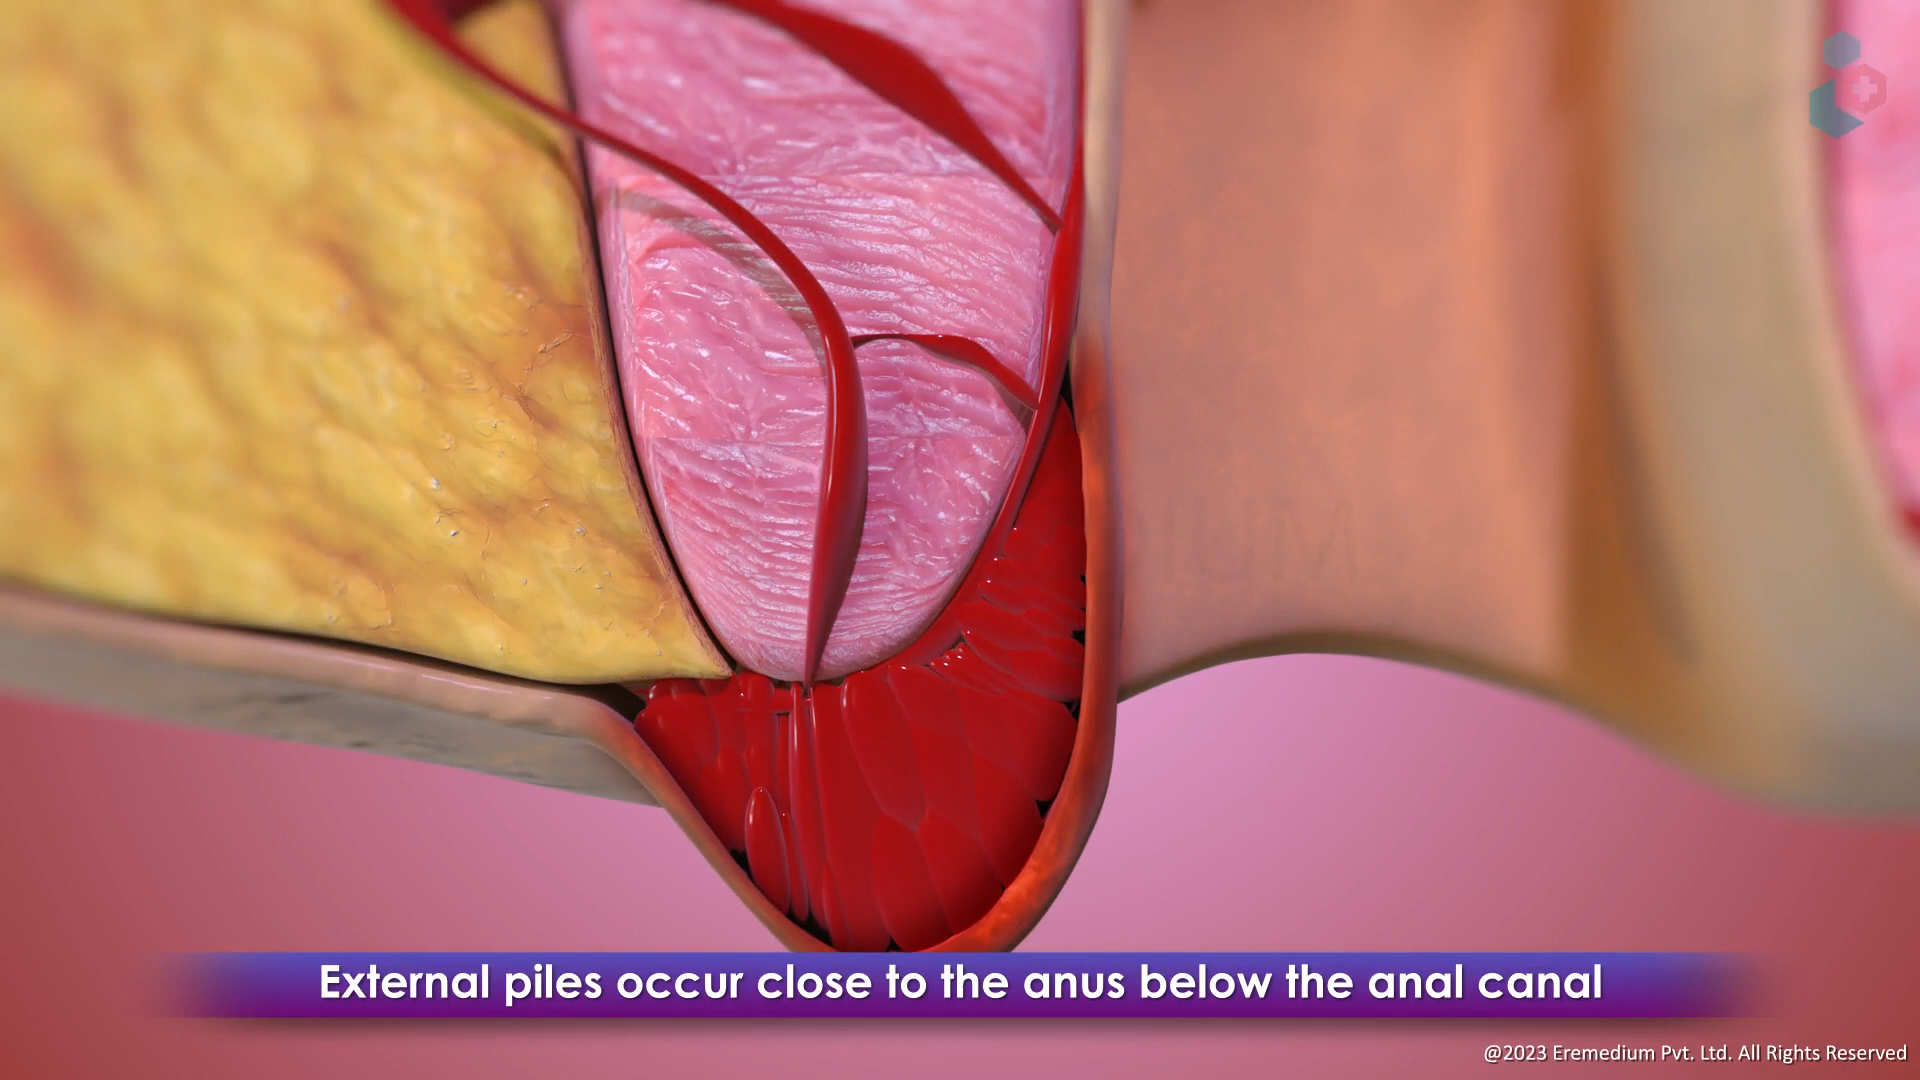 External piles occur close to the anus below the anal canal
@2023 Eremedium Pvt. Ltd. All Rights Reserved